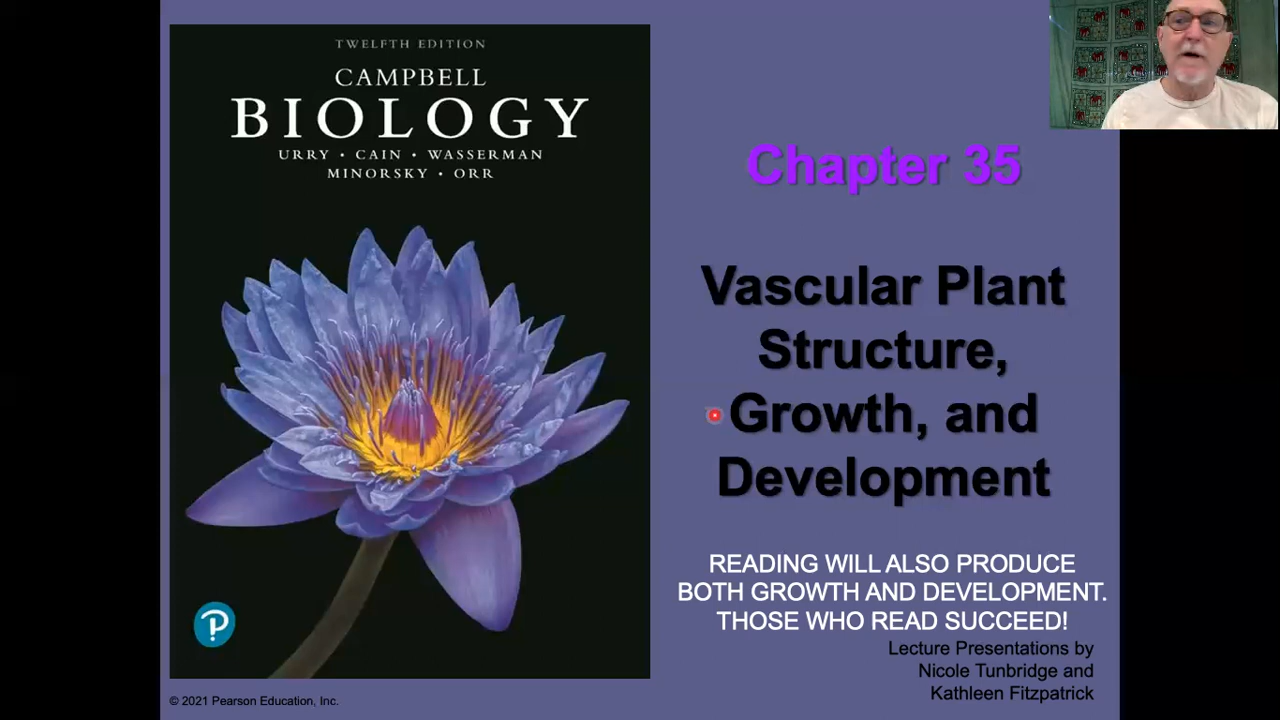 TWELFTH EDITION
CAMPBELL
BIOLOGY
URRY • CAIN • WASSERMAN
MINORSKY • ORR
P
© 2021 Pearson Education, Inc.
Chapter 35
Vascular Plant
Structure,
Growth, and
Development
READING WILL ALSO PRODUCE
BOTH GROWTH AND DEVELOPMENT.
THOSE WHO READ SUCCEED!
Lecture Presentations by
Nicole Tunbridge and
Kathleen Fitzpatrick